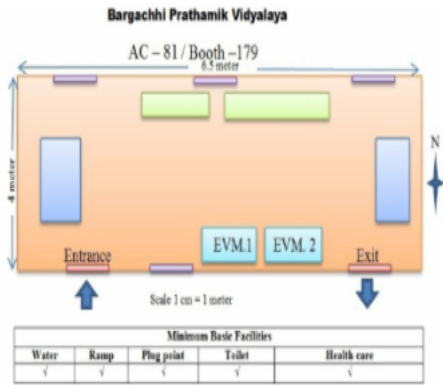 Bargachhi Prathamik Vidyalaya
AC – 81 / Booth –179
6.5 meter
4 meter
N
EVM.1 EVM. 2
Entrance Exit
Scale 1 cm = 1 meter
Minimum Basic Facilities
Water Ramp Plug point Toilet Health care
√ √ √ √ √